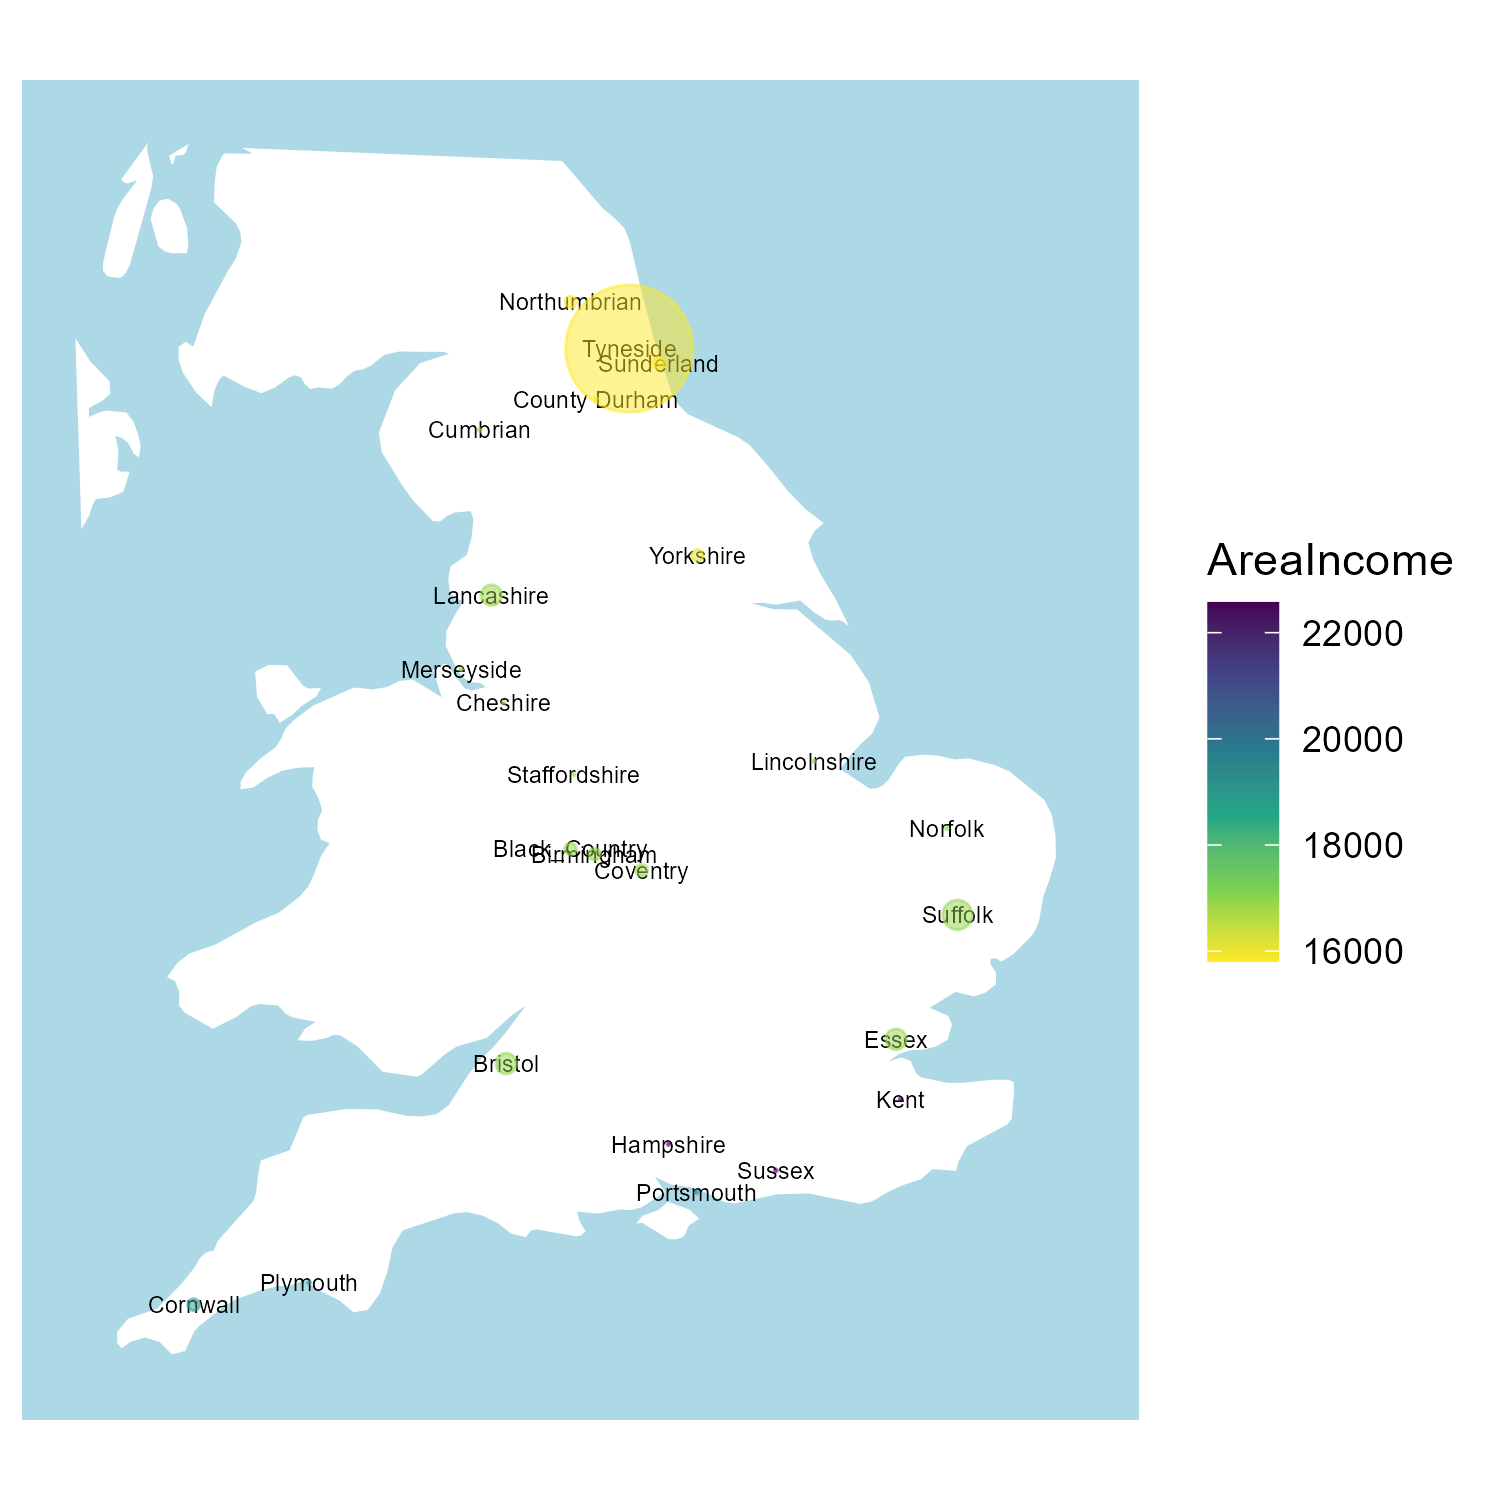 Northumbrian
Tyneside
Sunderland
County Durham
Cumbrian
Yorkshire
Lancashire
Merseyside
Cheshire
Lincolnshire
Staffordshire
Norfolk
Black Country
Birmingham
Coventry
Suffolk
Essex
Bristol
Kent
Hampshire
Sussex
Portsmouth
Plymouth
Cornwall
AreaIncome
22000
20000
18000
16000